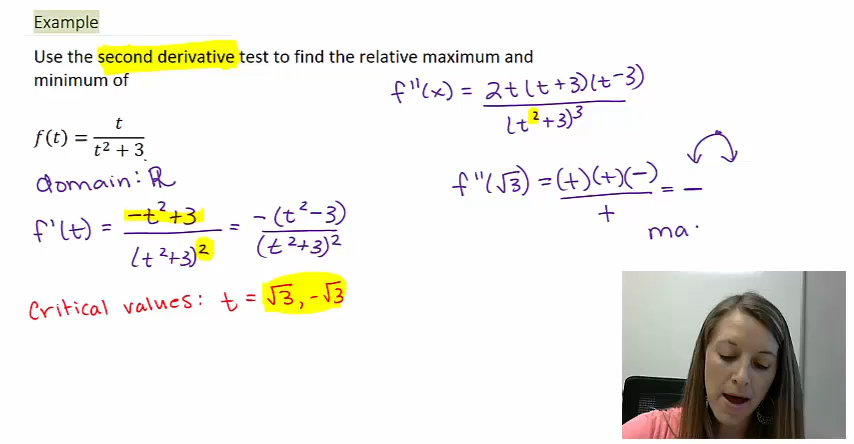 Example
Use the second derivative test to find the relative maximum and
minimum of
f(t) = t / (t² + 3)
domain: ℝ
f'(t) = (-t²+3) / (t²+3)² = -(t²-3) / (t²+3)²
Critical values: t = √3, -√3
f''(x) = 2t(t+3)(t-3) / (t²+3)³
f''(√3) = (+)(+)(-) / + = -
ma